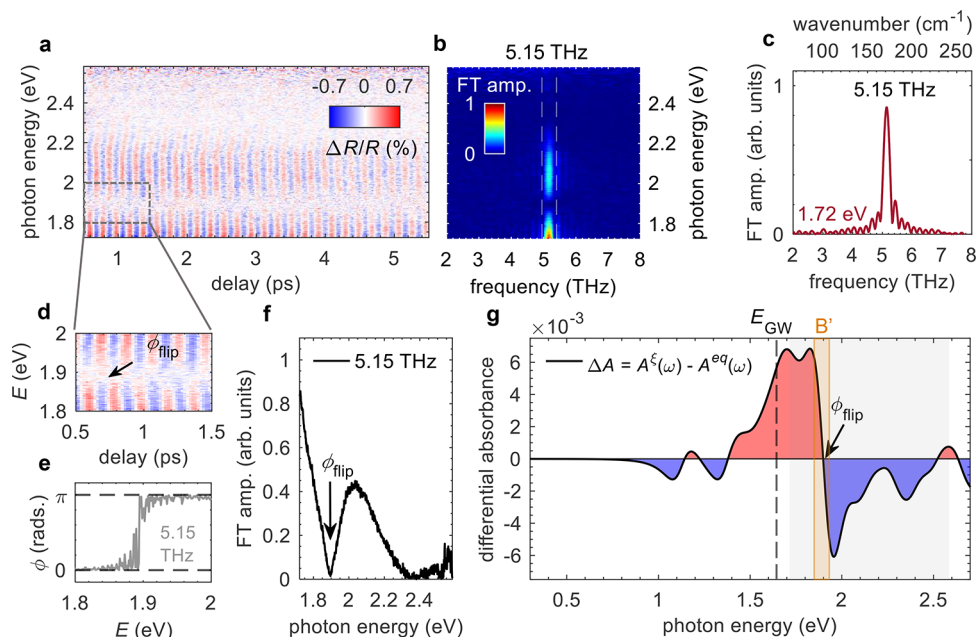 a
-0.7 0 0.7
ΔR/R (%)
photon energy (eV)
2.4
2.2
2
1.8
1 2 3 4 5
delay (ps)
b
5.15 THz
FT amp.
1
0
2.4
2.2
2
1.8
photon energy (eV)
2 3 4 5 6 7 8
frequency (THz)
c
wavenumber (cm⁻¹)
100 150 200 250
1
5.15 THz
FT amp. (arb. units)
1.72 eV
0
2 3 4 5 6 7 8
frequency (THz)
d
2
1.9
1.8
E (eV)
ϕflip
0.5 1 1.5
delay (ps)
e
π
0
ϕ (rads.)
5.15
THz
1.8 1.9 2
E (eV)
f
5.15 THz
1
0.8
0.6
0.4
0.2
0
FT amp. (arb. units)
ϕflip
1.8 2 2.2 2.4
photon energy (eV)
g
×10⁻³
EGW
B'
ΔA = Aξ(ω) - Aeq(ω)
ϕflip
6
4
2
0
-2
-4
-6
differential absorbance
0.5 1 1.5 2 2.5
photon energy (eV)